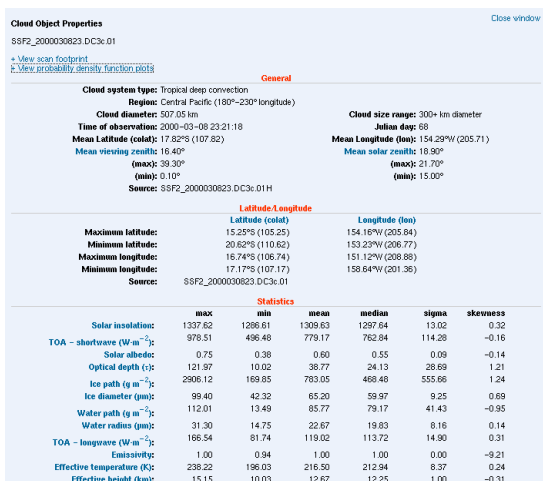 Close window
Cloud Object Properties
SSF2_2000030823.DC3c.01
+ View scan footprint
+ View probability density function plots
General
Cloud system type: Tropical deep convection
Region: Central Pacific (180°-230° longitude)
Cloud diameter: 507.05 km Cloud size range: 300+ km diameter
Time of observation: 2000-03-08 23:21:18 Julian day: 68
Mean Latitude (colat): 17.82°S (107.82) Mean Longitude (lon): 154.29°W (205.71)
Mean viewing zenith: 16.40° Mean solar zenith: 18.90°
(max): 39.30° (max): 21.70°
(min): 0.10° (min): 15.00°
Source: SSF2_2000030823.DC3c.01H
Latitude/Longitude
Latitude (colat) Longitude (lon)
Maximum latitude: 15.25°S (105.25) 154.16°W (205.84)
Minimum latitude: 20.62°S (110.62) 153.23°W (206.77)
Maximum longitude: 16.74°S (106.74) 151.12°W (208.88)
Minimum longitude: 17.17°S (107.17) 158.64°W (201.36)
Source: SSF2_2000030823.DC3c.01
Statistics
max min mean median sigma skewness
Solar insolation: 1337.62 1286.61 1309.63 1297.64 13.02 0.32
TOA - shortwave (W·m⁻²): 978.51 496.48 779.17 762.84 114.28 -0.16
Solar albedo: 0.75 0.38 0.60 0.55 0.09 -0.14
Optical depth (τ): 121.97 10.02 38.77 24.13 28.69 1.21
Ice path (g m⁻²): 2906.12 169.85 783.05 468.48 555.66 1.24
Ice diameter (μm): 99.40 42.32 65.20 59.97 9.25 0.69
Water path (g m⁻²): 112.01 13.49 85.77 79.17 41.43 -0.95
Water radius (μm): 31.30 14.75 22.67 19.83 8.16 0.14
TOA - longwave (W·m⁻²): 166.54 81.74 119.02 113.72 14.90 0.31
Emissivity: 1.00 0.94 1.00 1.00 0.00 -9.21
Effective temperature (K): 238.22 196.03 216.50 212.94 8.37 0.24
Effective height (km): 15.15 10.03 12.67 12.25 1.00 -0.31